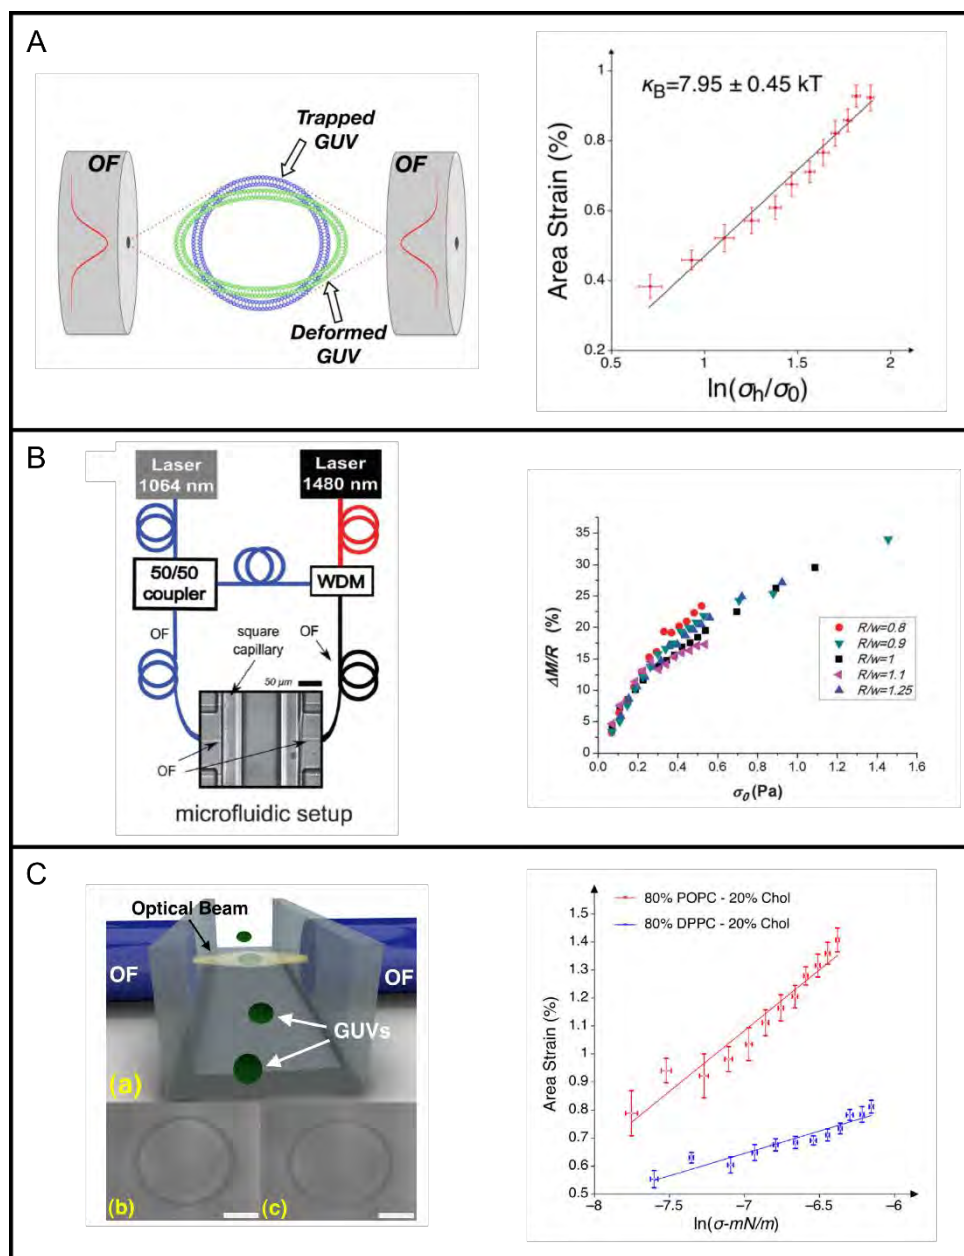 A
OF
Trapped
GUV
OF
Deformed
GUV
κB=7.95 ± 0.45 kT
Area Strain (%)
1
0.8
0.6
0.4
0.2
0.5
1
1.5
2
ln(σh/σ0)
B
Laser
1064 nm
Laser
1480 nm
50/50
coupler
WDM
OF
square
capillary
OF
50 µm
OF
microfluidic setup
ΔM/R (%)
35
30
25
20
15
10
5
0
R/w=0.8
R/w=0.9
R/w=1
R/w=1.1
R/w=1.25
0.0 0.2 0.4 0.6 0.8 1.0 1.2 1.4 1.6
σ0 (Pa)
C
Optical Beam
OF
OF
GUVs
(a)
(b)
(c)
80% POPC - 20% Chol
80% DPPC - 20% Chol
Area Strain (%)
1.5
1.4
1.3
1.2
1.1
1
0.9
0.8
0.7
0.6
0.5
−8 −7.5 −7 −6.5 −6
ln(σ-mN/m)